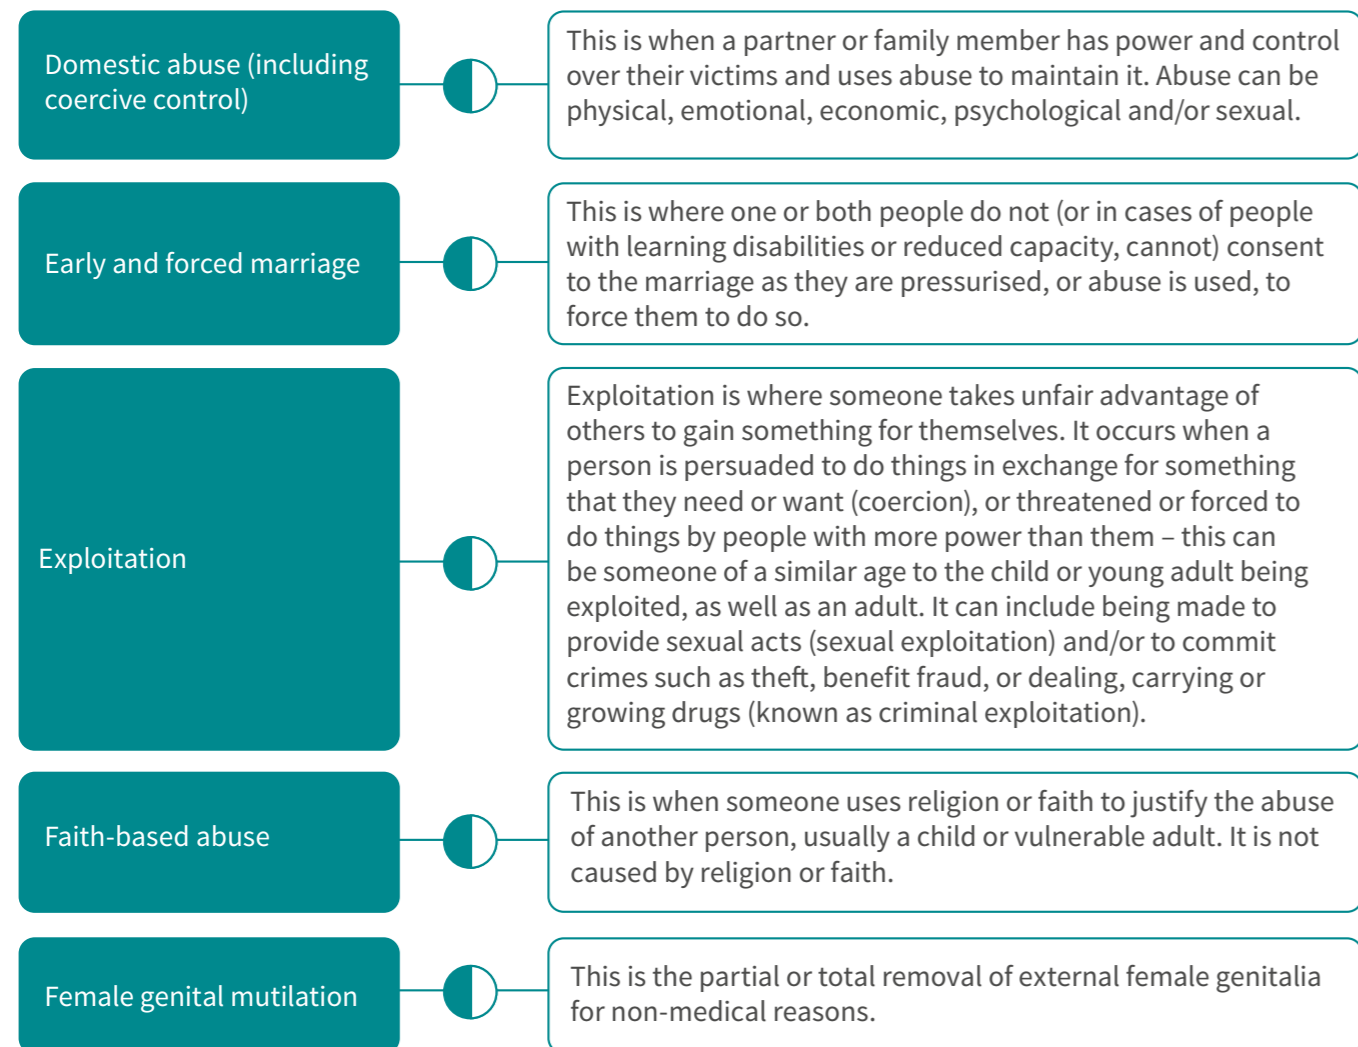 Domestic abuse (including
coercive control)
This is when a partner or family member has power and control
over their victims and uses abuse to maintain it. Abuse can be
physical, emotional, economic, psychological and/or sexual.
Early and forced marriage
This is where one or both people do not (or in cases of people
with learning disabilities or reduced capacity, cannot) consent
to the marriage as they are pressurised, or abuse is used, to
force them to do so.
Exploitation
Exploitation is where someone takes unfair advantage of
others to gain something for themselves. It occurs when a
person is persuaded to do things in exchange for something
that they need or want (coercion), or threatened or forced to
do things by people with more power than them – this can
be someone of a similar age to the child or young adult being
exploited, as well as an adult. It can include being made to
provide sexual acts (sexual exploitation) and/or to commit
crimes such as theft, benefit fraud, or dealing, carrying or
growing drugs (known as criminal exploitation).
Faith-based abuse
This is when someone uses religion or faith to justify the abuse
of another person, usually a child or vulnerable adult. It is not
caused by religion or faith.
Female genital mutilation
This is the partial or total removal of external female genitalia
for non-medical reasons.